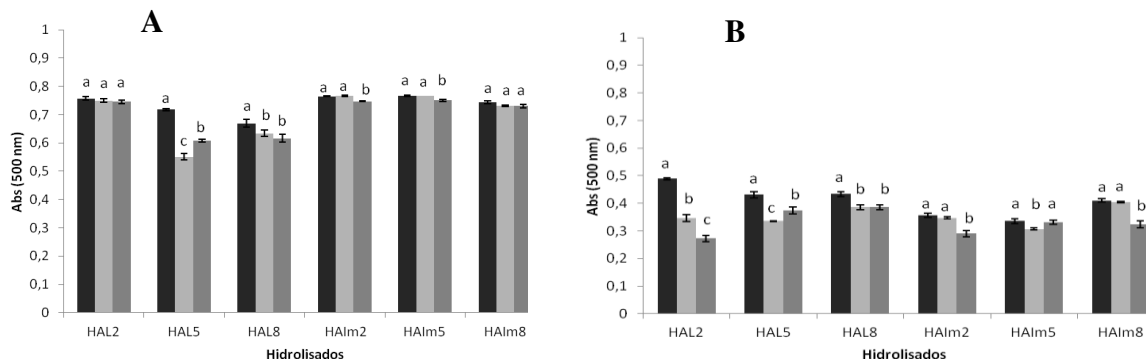 A
Abs (500 nm)
1
0,9
0,8
0,7
0,6
0,5
0,4
0,3
0,2
0,1
0
a a a
a c b
a b b
a a b
a a b
a a a
HAL2 HAL5 HAL8 HAIm2 HAIm5 HAIm8
Hidrolisados
B
Abs (500 nm)
1
0,9
0,8
0,7
0,6
0,5
0,4
0,3
0,2
0,1
0
a b c
a c b
a b b
a a b
a b a
a a b
HAL2 HAL5 HAL8 HAIm2 HAIm5 HAIm8
Hidrolisados